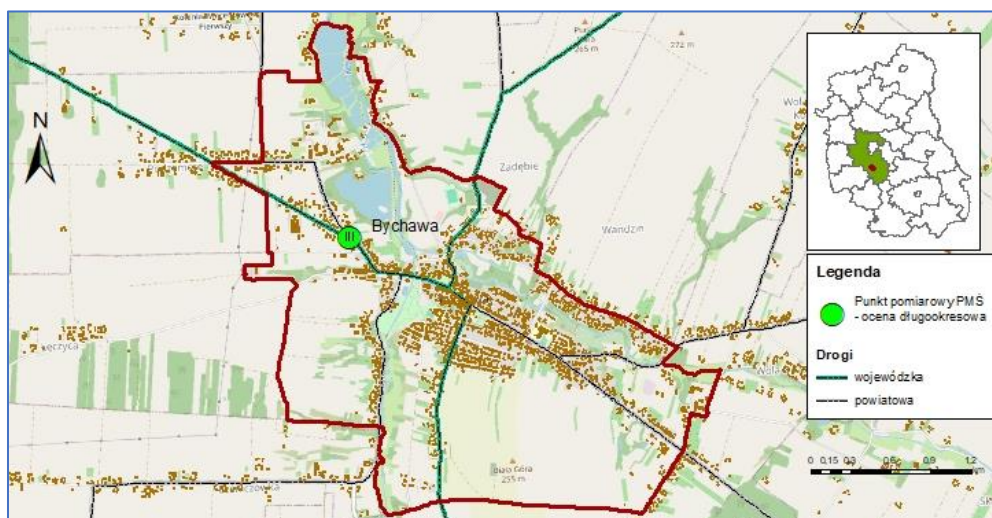 Pierwszy
265 m
272 m
N
Zadębie
Bychawa
III
Wandzin
Legenda
Punkt pomiarowy PMŚ
- ocena długookresowa
Drogi
wojewódzka
powiatowa
0 0,15 0,3 0,6 0,9 1,2
km
Biała Góra
255 m